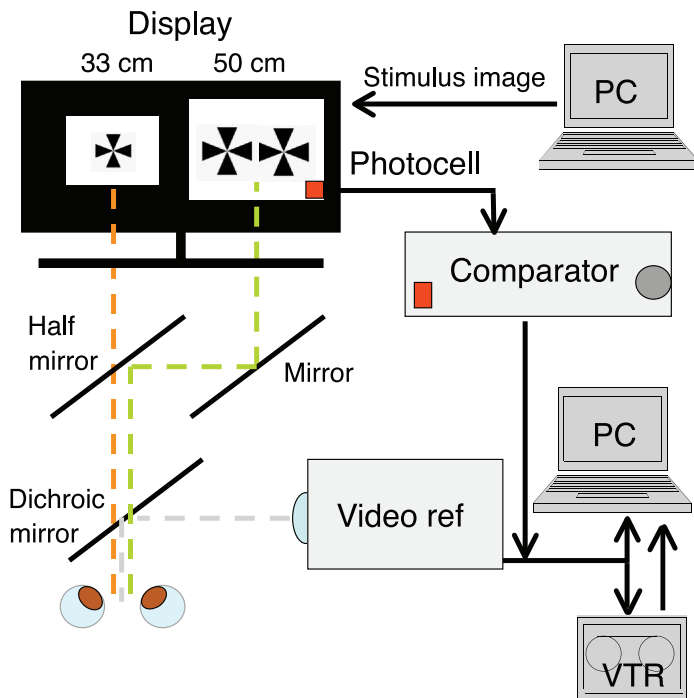 Display
33 cm
50 cm
Stimulus image
PC
Photocell
Comparator
Half
mirror
Mirror
PC
Dichroic
mirror
Video ref
VTR